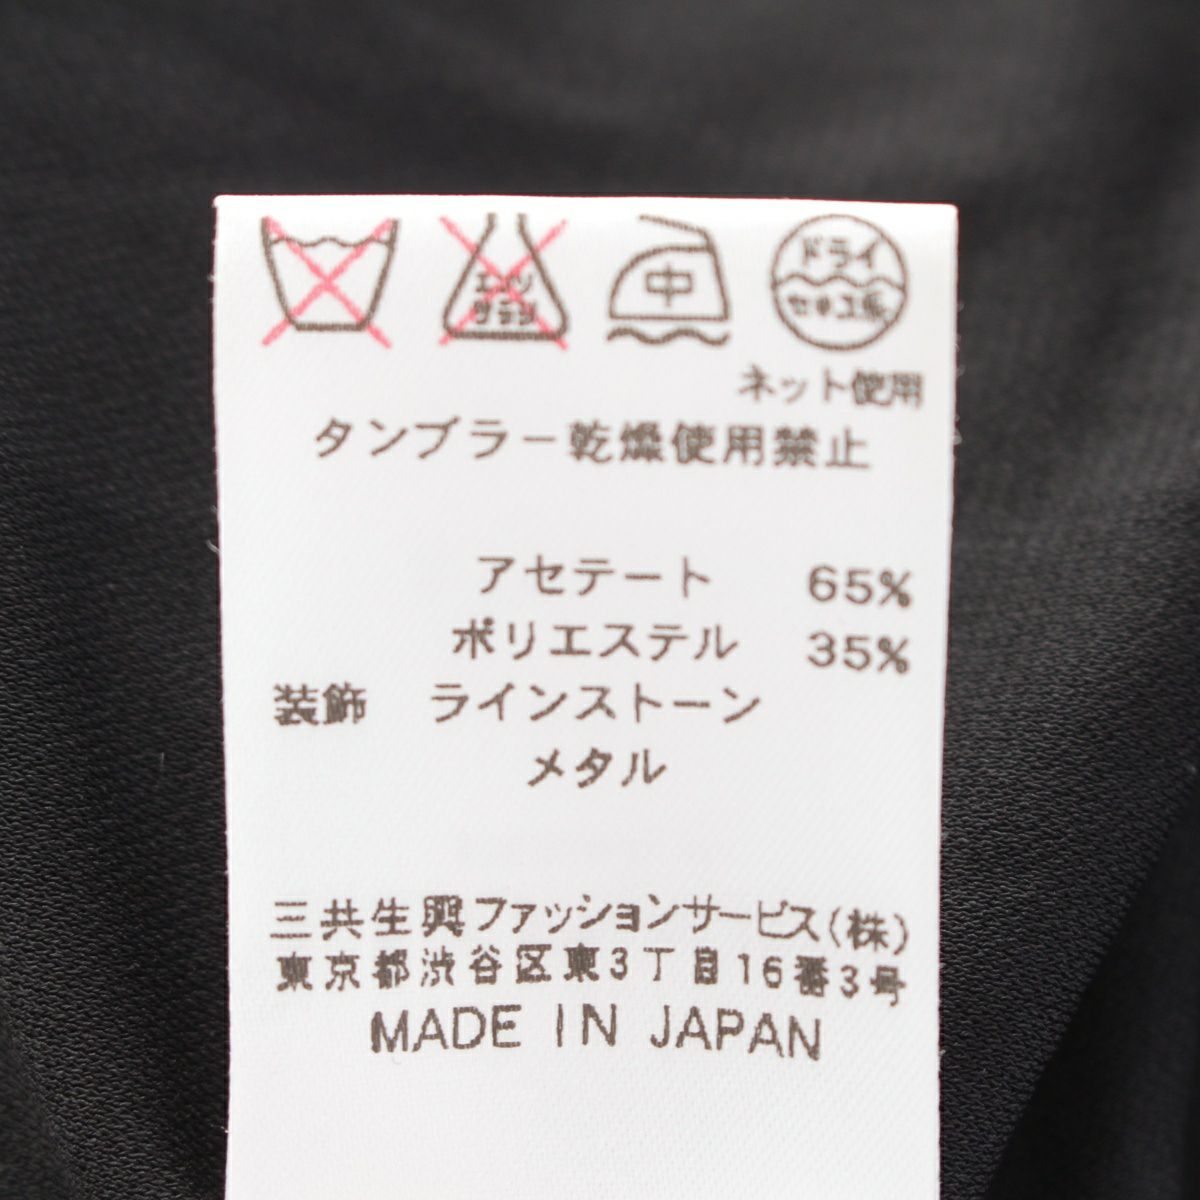 エンソ
サラシ
中
ドライ
セキユ系
ネット使用
タンブラー乾燥使用禁止
アセテート 65%
ポリエステル 35%
装飾 ラインストーン
メタル
三共生興ファッションサービス(株)
東京都渋谷区東3丁目16番3号
MADE IN JAPAN